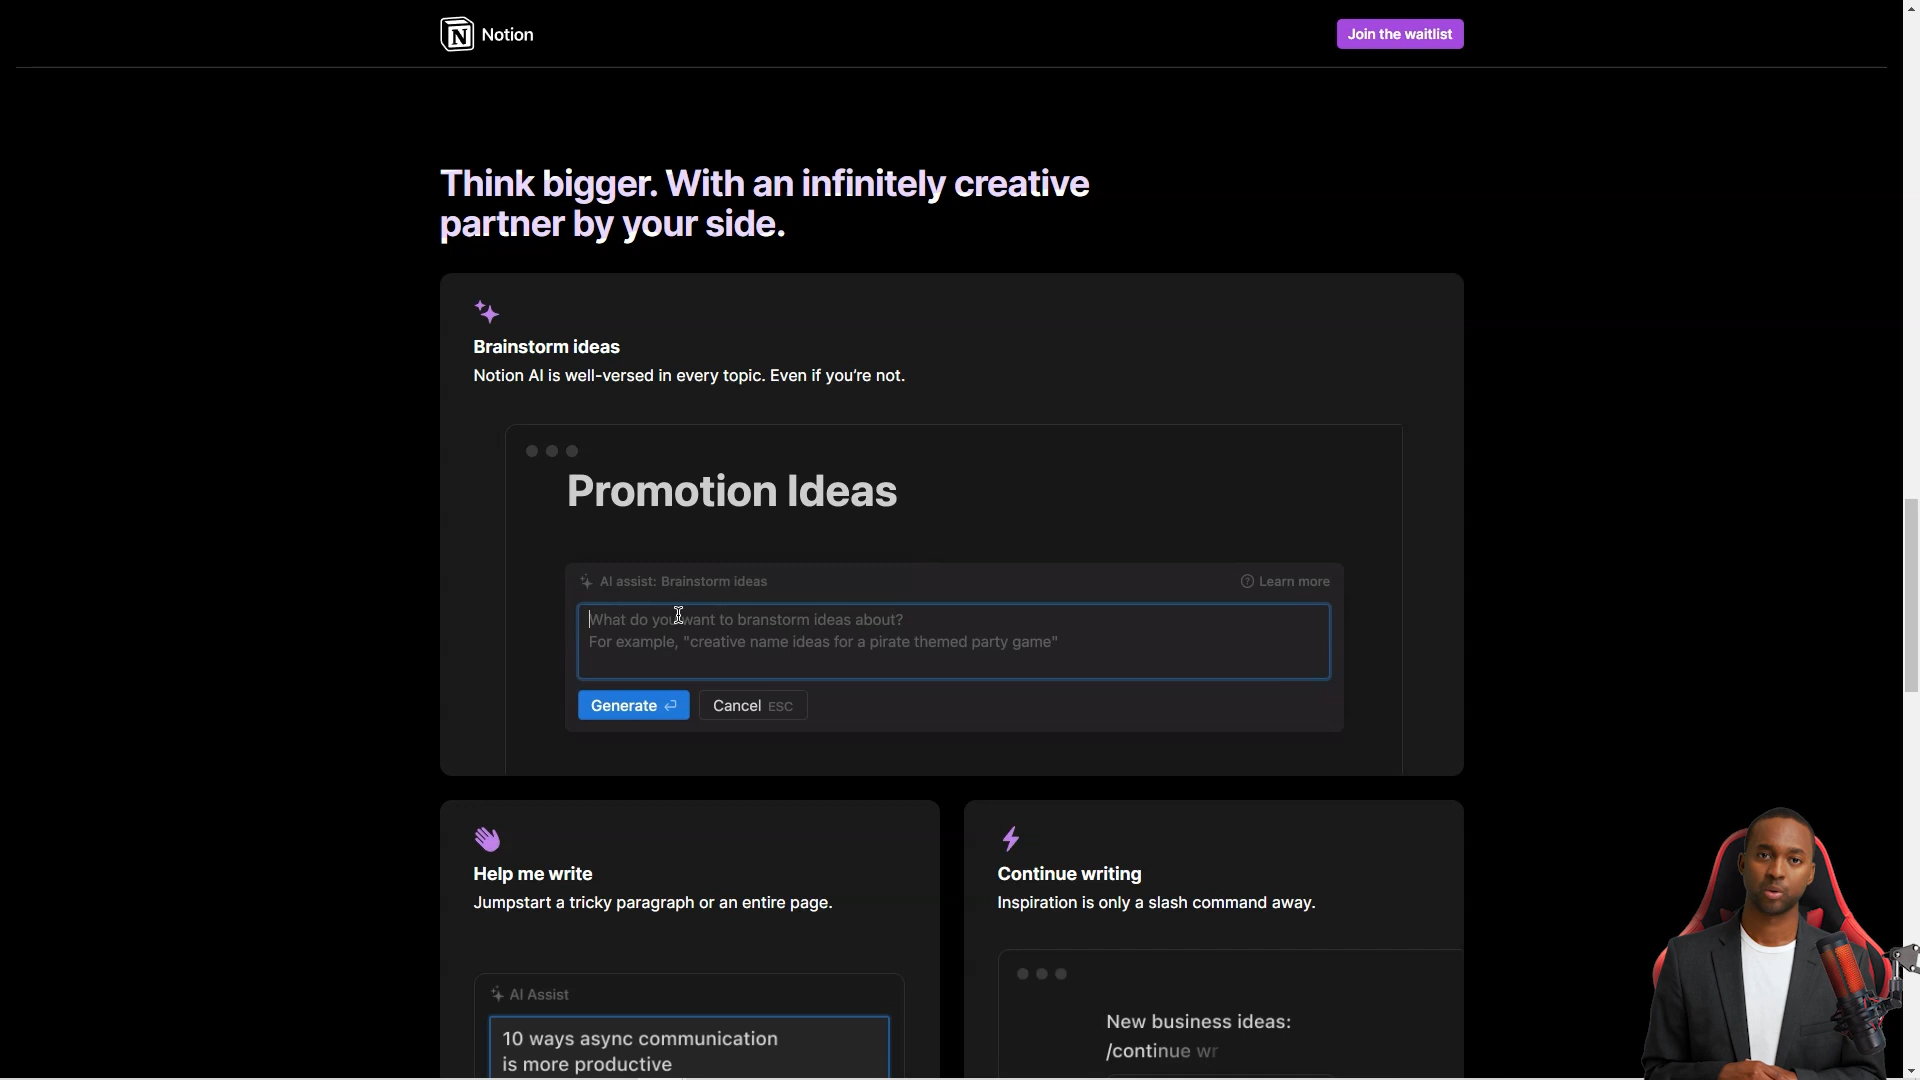 Notion
Join the waitlist
Think bigger. With an infinitely creative
partner by your side.
Brainstorm ideas
Notion AI is well-versed in every topic. Even if you're not.
Promotion Ideas
AI assist: Brainstorm ideas
Learn more
What do you want to branstorm ideas about?
For example, "creative name ideas for a pirate themed party game"
Generate
Cancel ESC
Help me write
Jumpstart a tricky paragraph or an entire page.
Continue writing
Inspiration is only a slash command away.
AI Assist
10 ways async communication
is more productive
New business ideas:
/continue wr